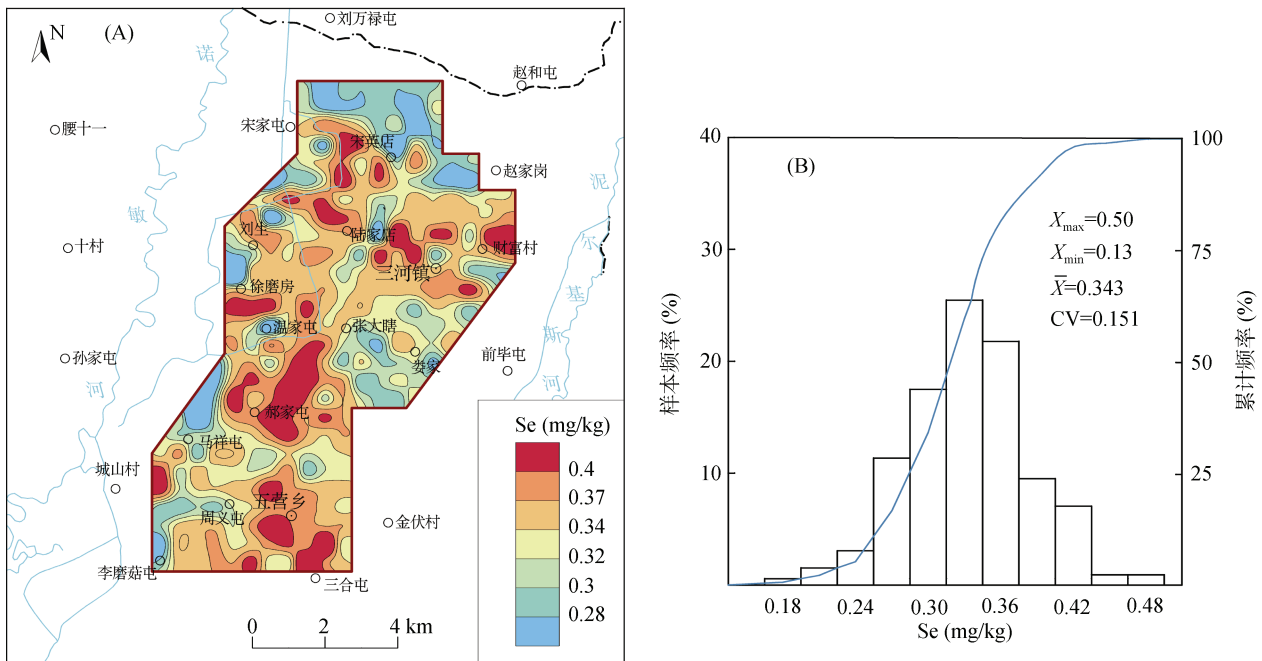 (A)
N
刘万禄屯
诺
赵和屯
腰十一
宋家屯
宋英店
赵家岗
泥
敏
刘生
陆家店
财富村
尔
十村
三河镇
徐磨房
基
温家屯
张大瞎
斯
孙家屯
娄家
前毕屯
河
河
郝家屯
马祥屯
城山村
五营乡
周义屯
金伏村
李磨菇屯
三合屯
Se (mg/kg)
0.4
0.37
0.34
0.32
0.3
0.28
0 2 4 km
(B)
40
30
20
10
样本频率 (%)
100
75
50
25
累计频率 (%)
Xmax=0.50
Xmin=0.13
X̄=0.343
CV=0.151
0.18 0.24 0.30 0.36 0.42 0.48
Se (mg/kg)